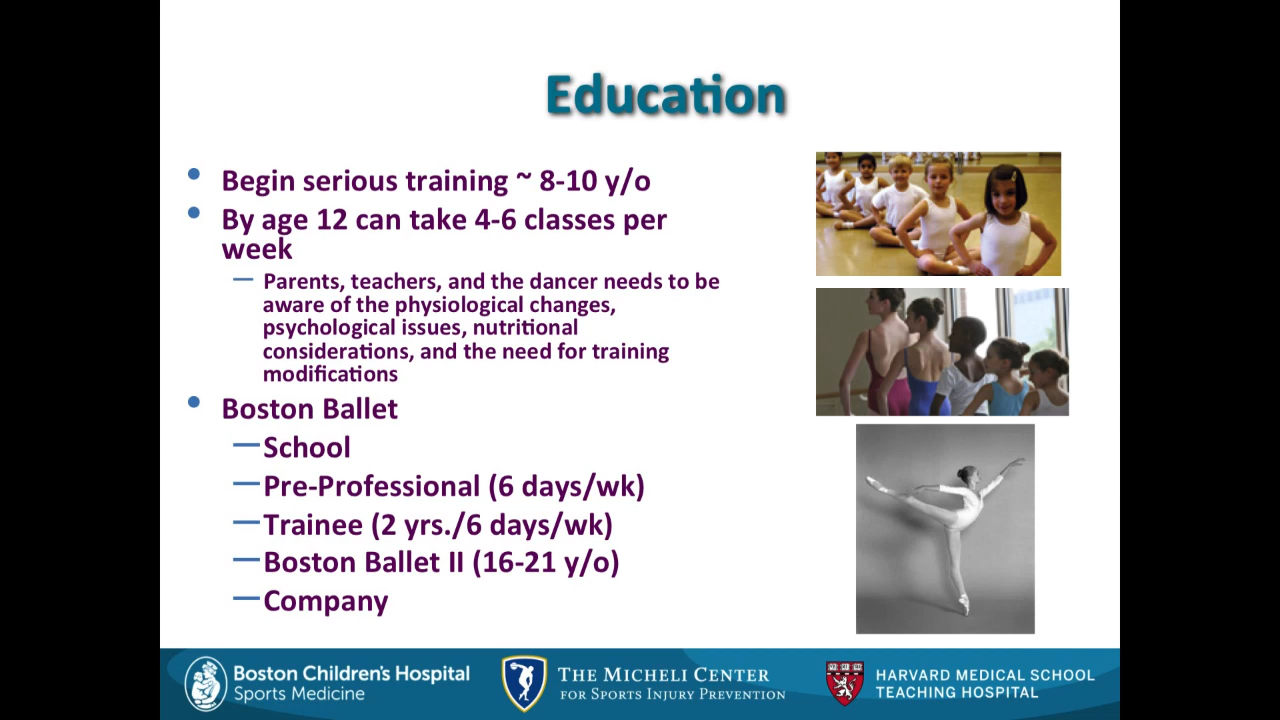 Education
• Begin serious training ~ 8-10 y/o
• By age 12 can take 4-6 classes per
week
— Parents, teachers, and the dancer needs to be
aware of the physiological changes,
psychological issues, nutritional
considerations, and the need for training
modifications
• Boston Ballet
—School
—Pre-Professional (6 days/wk)
—Trainee (2 yrs./6 days/wk)
—Boston Ballet II (16-21 y/o)
—Company
Boston Children's Hospital
Sports Medicine
THE MICHELI CENTER
FOR SPORTS INJURY PREVENTION
HARVARD MEDICAL SCHOOL
TEACHING HOSPITAL